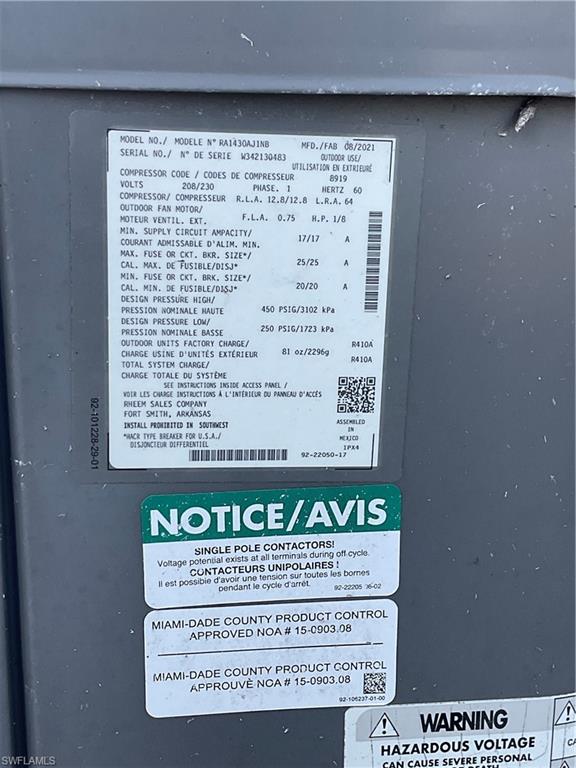 MODEL NO./ MODELE N° RA1430AJ1NB MFD./FAB 08/2021
SERIAL NO./ N° DE SERIE W342130483 OUTDOOR USE/
UTILISATION EN EXTRIEURÉ
COMPRESSOR CODE / CODES DE COMPRESSEUR 8919
VOLTS 208/230 PHASE. 1 HERTZ 60
COMPRESSOR/ COMPRESSEUR R.L.A. 12.8/12.8 L.R.A. 64
OUTDOOR FAN MOTOR/
MOTEUR VENTIL. EXT. F.L.A. 0.75 H.P. 1/8
MIN. SUPPLY CIRCUIT AMPACITY/
COURANT ADMISSABLE D'ALIM. MIN. 17/17 A
MAX. FUSE OR CKT. BKR. SIZE*/
CAL. MAX. DE FUSIBLE/DISJ* 25/25 A
MIN. FUSE OR CKT. BRK. SIZE*/
CAL. MIN. DE FUSIBLE/DISJ* 20/20 A
DESIGN PRESSURE HIGH/
PRESSION NOMINALE HAUTE 450 PSIG/3102 kPa
DESIGN PRESSURE LOW/
PRESSION NOMINALE BASSE 250 PSIG/1723 kPa
OUTDOOR UNITS FACTORY CHARGE/ R410A
CHARGE USINE D'UNITÉS EXTÉRIEUR 81 oz/2296g
TOTAL SYSTEM CHARGE/ R410A
CHARGE TOTALE DU SYSTÈME
SEE INSTRUCTIONS INSIDE ACCESS PANEL /
VOIR LES CHARGE INSTRUCTIONS À L'INTÉRIEUR DU PANNEAU D'ACCÈS
RHEEM SALES COMPANY
FORT SMITH, ARKANSAS
INSTALL PROHIBITED IN SOUTHWEST
*HACR TYPE BREAKER FOR U.S.A./
DISJONCTEUR DIFFERENTIEL
ASSEMBLED
IN
MEXICO
IPX4
92-22050-17
92-101228-29-01
NOTICE/AVIS
SINGLE POLE CONTACTORS!
Voltage potential exists at all terminals during off cycle.
CONTACTEURS UNIPOLAIRES !
Il est possible d'avoir une tension sur toutes les bornes
pendant le cycle d'arrêt.
MIAMI-DADE COUNTY PRODUCT CONTROL
APPROVED NOA # 15-0903.08
MIAMI-DADE COUNTY PRODUCT CONTROL
APPROUVÉ NOA # 15-0903.08
92-106237-01-00
WARNING
HAZARDOUS VOLTAGE
CAN CAUSE SEVERE PERSONAL
SWFLAMLS